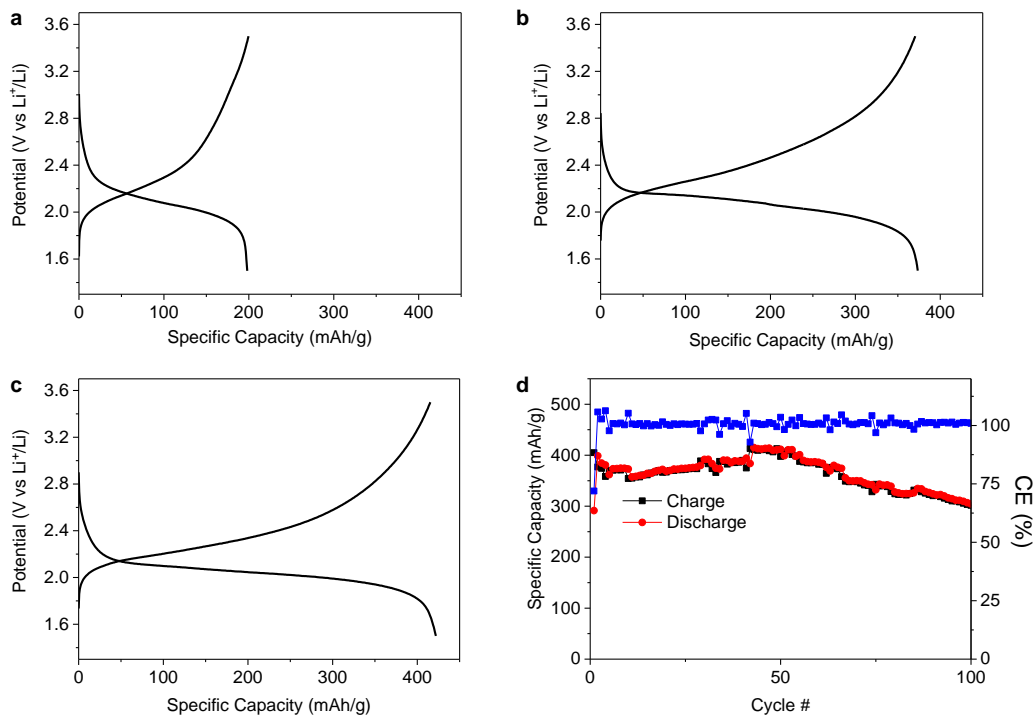 a
3.6
3.2
2.8
2.4
2.0
1.6
Potential (V vs Li⁺/Li)
0 100 200 300 400
Specific Capacity (mAh/g)
b
3.6
3.2
2.8
2.4
2.0
1.6
Potential (V vs Li⁺/Li)
0 100 200 300 400
Specific Capacity (mAh/g)
c
3.6
3.2
2.8
2.4
2.0
1.6
Potential (V vs Li⁺/Li)
0 100 200 300 400
Specific Capacity (mAh/g)
d
500
400
300
200
100
0
Specific Capacity (mAh/g)
Charge
Discharge
100
75
50
25
0
CE (%)
0 50 100
Cycle #